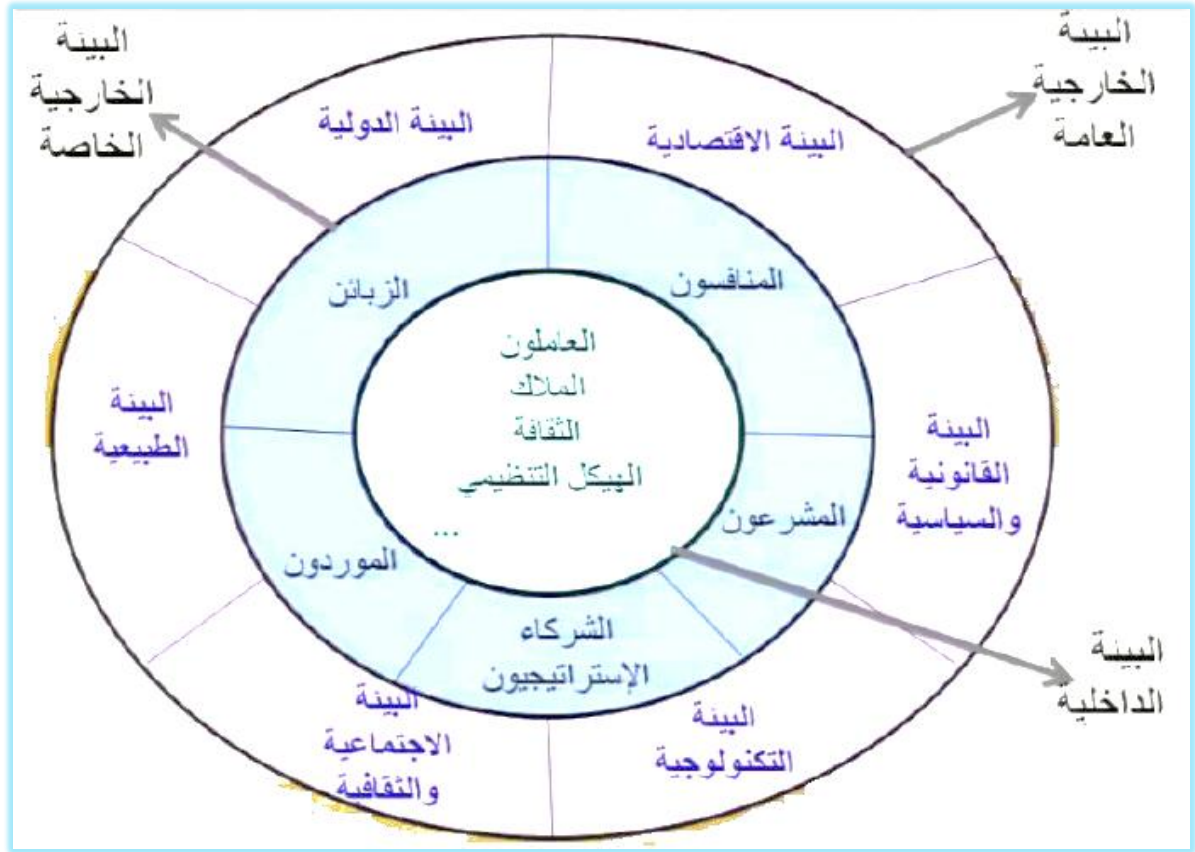 البيئة
الخارجية
العامة
البيئة
الخارجية
الخاصة
البيئة الاقتصادية
البيئة الدولية
المنافسون
الزبائن
العاملون
الملاك
الثقافة
الهيكل التنظيمي
...
البيئة
القانونية
والسياسية
البيئة
الطبيعية
المشرعون
الموردون
الشركاء
الإستراتيجيون
البيئة
التكنولوجية
البيئة
الاجتماعية
والثقافية
البيئة
الداخلية